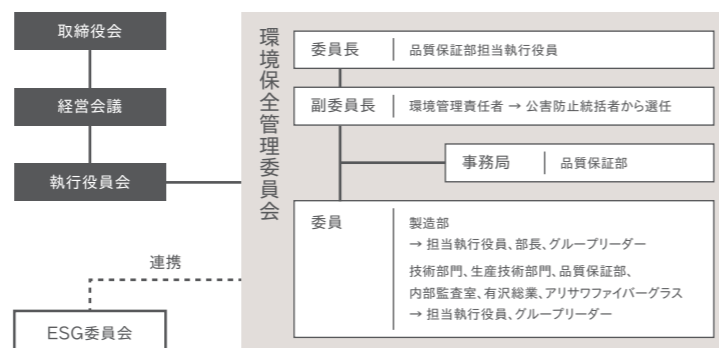 取締役会
経営会議
執行役員会
連携
ESG委員会
環境保全管理委員会
委員長
品質保証部担当執行役員
副委員長
環境管理責任者 → 公害防止統括者から選任
事務局
品質保証部
委員
製造部
→ 担当執行役員、部長、グループリーダー
技術部門、生産技術部門、品質保証部、
内部監査室、有沢総業、アリサワファイバーグラス
→ 担当執行役員、グループリーダー